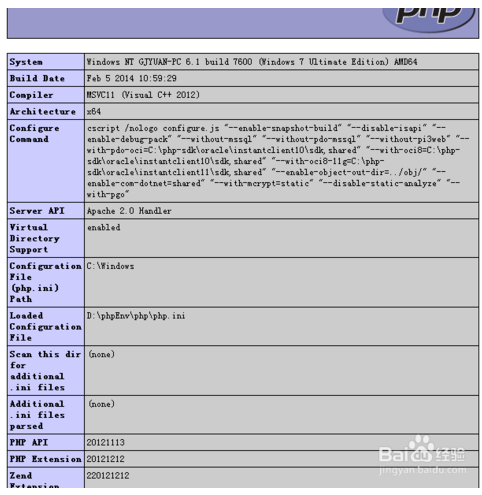 php
System Windows NT GJYUAN-PC 6.1 build 7600 (Windows 7 Ultimate Edition) AMD64
Build Date Feb 5 2014 10:59:29
Compiler MSVC11 (Visual C++ 2012)
Architecture x64
Configure cscript /nologo configure.js "--enable-snapshot-build" "--disable-isapi" "--
Command enable-debug-pack" "--without-mssql" "--without-pdo-mssql" "--without-pi3web" "--
with-pdo-oci=C:\php-sdk\oracle\instantclient10\sdk,shared" "--with-oci8=C:\php-
sdk\oracle\instantclient10\sdk,shared" "--with-oci8-11g=C:\php-
sdk\oracle\instantclient11\sdk,shared" "--enable-object-out-dir=../obj/" "--
enable-com-dotnet=shared" "--with-mcrypt=static" "--disable-static-analyze" "--
with-pgo"
Server API Apache 2.0 Handler
Virtual enabled
Directory
Support
Configuration C:\Windows
File
(php.ini)
Path
Loaded D:\phpEnv\php\php.ini
Configuration
File
Scan this dir (none)
for
additional
.ini files
Additional (none)
.ini files
parsed
PHP API 20121113
PHP Extension 20121212
Zend 220121212
Extension
Baidu 经验
jingyan.baidu.com